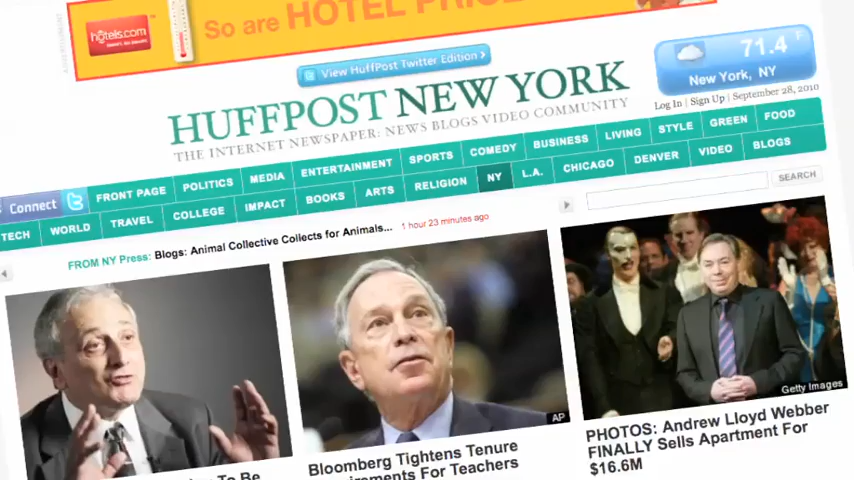 hotels.com
So are HOTEL
View HuffPost Twitter Edition
71.4 F
New York, NY
HUFFPOST NEW YORK
THE INTERNET NEWSPAPER: NEWS BLOGS VIDEO COMMUNITY
Log In | Sign Up | September 28, 2010
Connect
FRONT PAGE POLITICS MEDIA ENTERTAINMENT SPORTS COMEDY BUSINESS LIVING STYLE GREEN FOOD
TECH WORLD TRAVEL COLLEGE IMPACT BOOKS ARTS RELIGION NY L.A. CHICAGO DENVER VIDEO BLOGS
SEARCH
FROM NY Press: Blogs: Animal Collective Collects for Animals... 1 hour 23 minutes ago
AP
Getty Images
To Be
Bloomberg Tightens Tenure
For Teachers
PHOTOS: Andrew Lloyd Webber
FINALLY Sells Apartment For
$16.6M